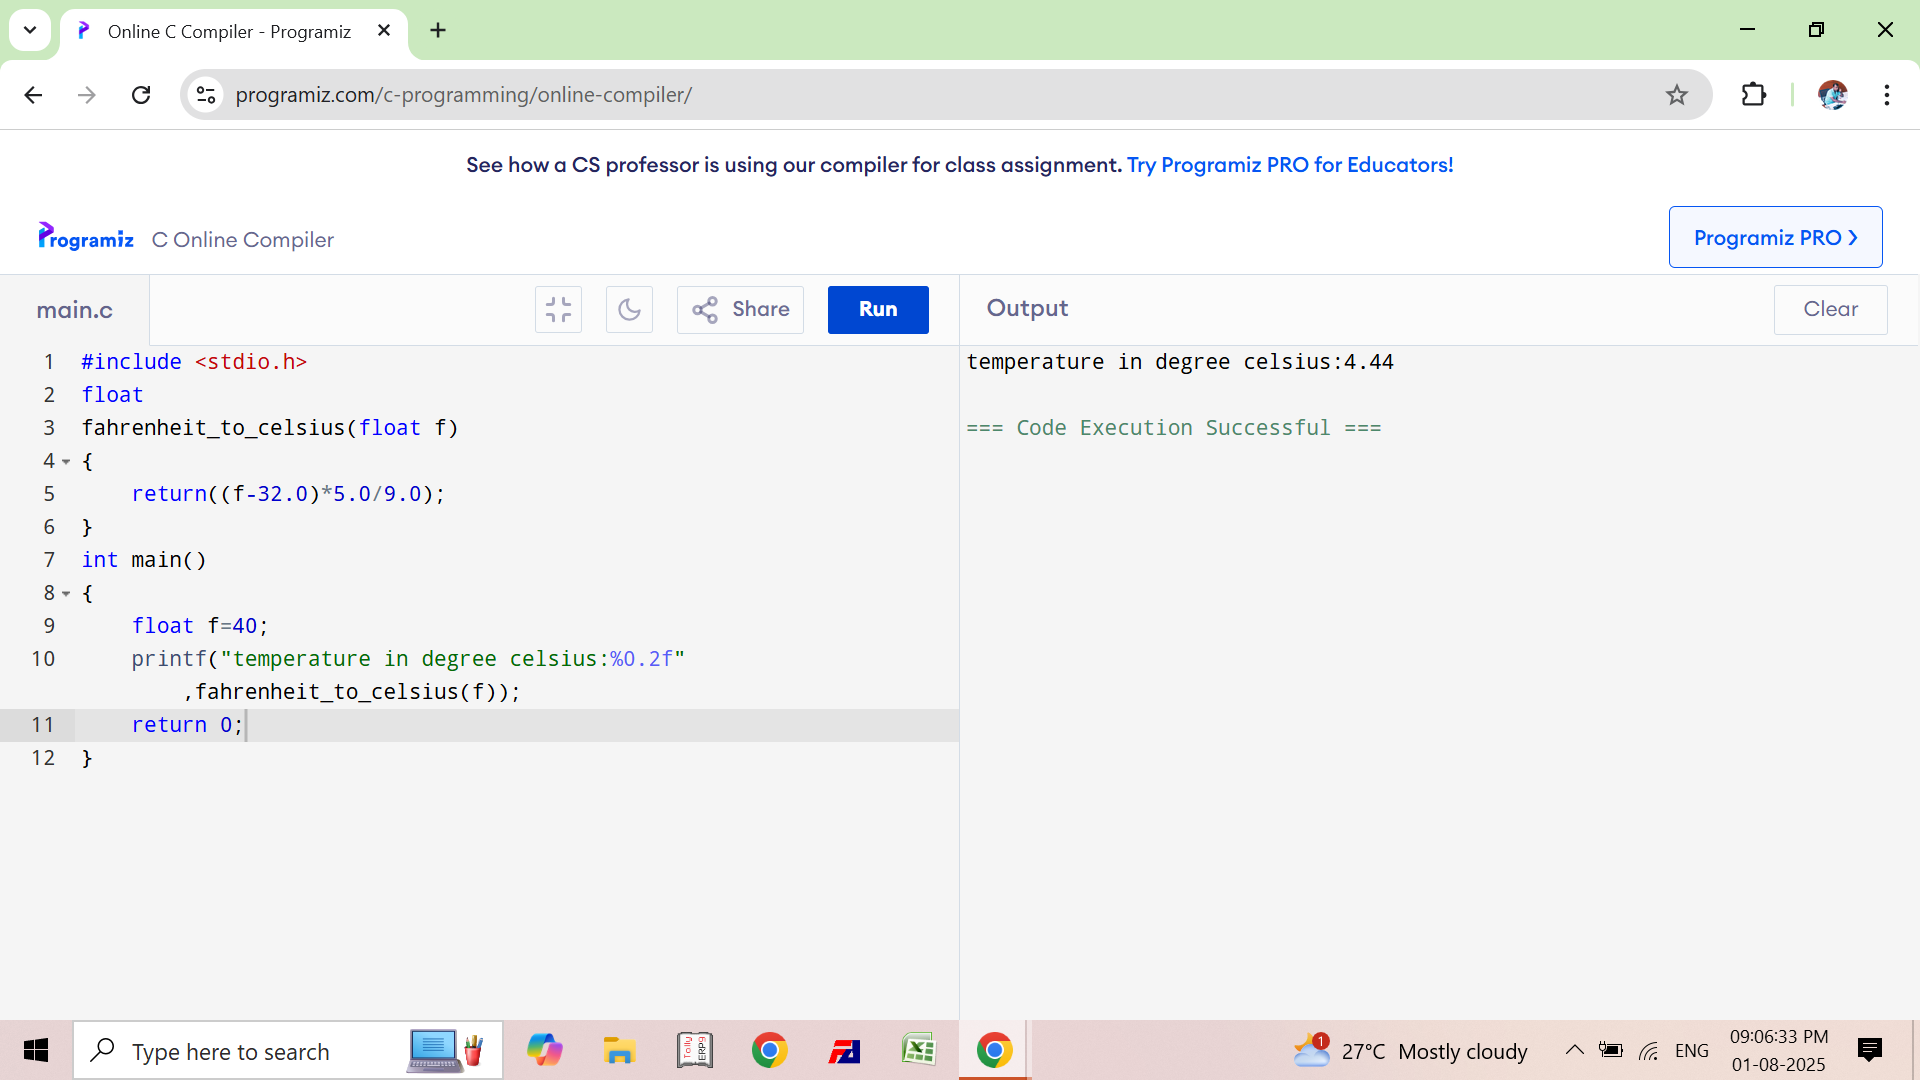 Online C Compiler - Programiz
programiz.com/c-programming/online-compiler/
See how a CS professor is using our compiler for class assignment. Try Programiz PRO for Educators!
Programiz C Online Compiler
Programiz PRO ❯
main.c
Share
Run
Output
Clear
1 #include <stdio.h>
2 float
3 fahrenheit_to_celsius(float f)
4 {
5 return((f-32.0)*5.0/9.0);
6 }
7 int main()
8 {
9 float f=40;
10 printf("temperature in degree celsius:%0.2f"
,fahrenheit_to_celsius(f));
11 return 0;
12 }
temperature in degree celsius:4.44
=== Code Execution Successful ===
Type here to search
Tally
ERP9
1
27°C Mostly cloudy
ENG
09:06:33 PM
01-08-2025